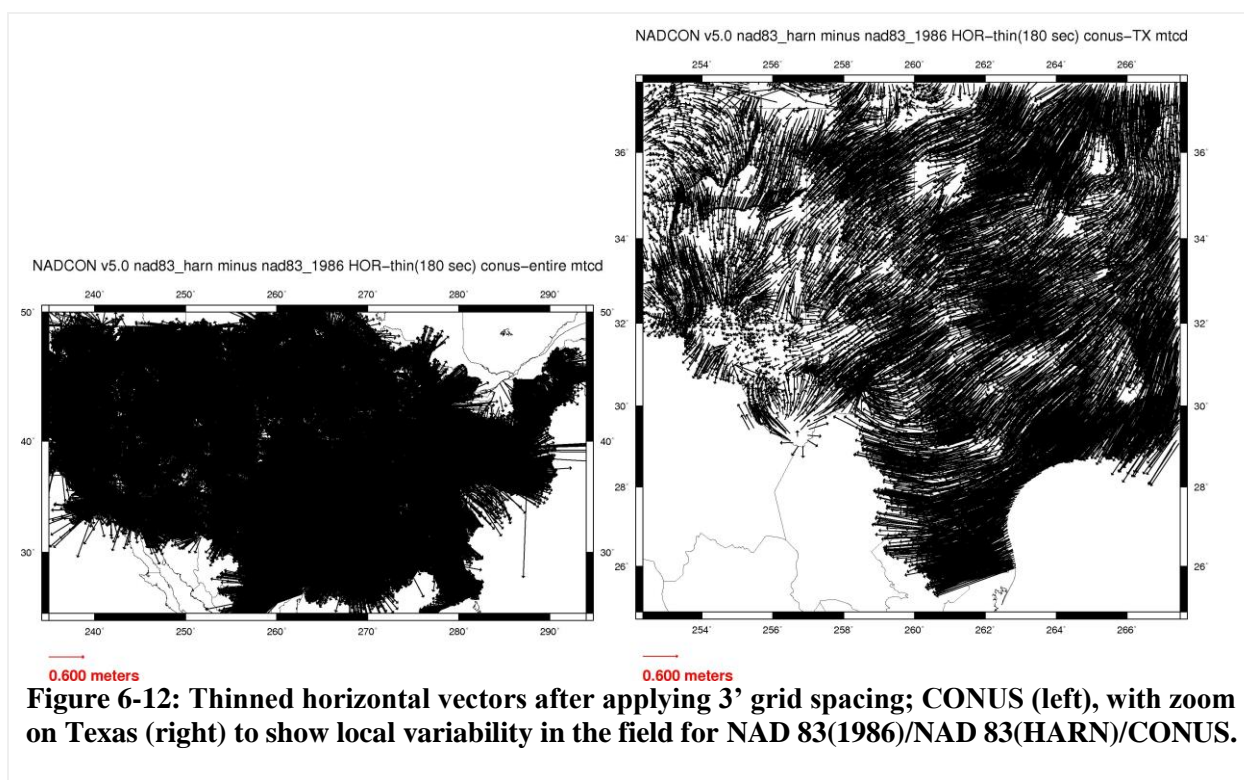 NADCON v5.0 nad83_harn minus nad83_1986 HOR-thin(180 sec) conus-TX mtcd
254˚ 256˚ 258˚ 260˚ 262˚ 264˚ 266˚
36˚ 36˚
34˚ 34˚
32˚ 32˚
30˚ 30˚
28˚ 28˚
26˚ 26˚
254˚ 256˚ 258˚ 260˚ 262˚ 264˚ 266˚
0.600 meters
NADCON v5.0 nad83_harn minus nad83_1986 HOR-thin(180 sec) conus-entire mtcd
240˚ 250˚ 260˚ 270˚ 280˚ 290˚
50˚ 50˚
40˚ 40˚
30˚ 30˚
240˚ 250˚ 260˚ 270˚ 280˚ 290˚
0.600 meters
Figure 6-12: Thinned horizontal vectors after applying 3’ grid spacing; CONUS (left), with zoom
on Texas (right) to show local variability in the field for NAD 83(1986)/NAD 83(HARN)/CONUS.